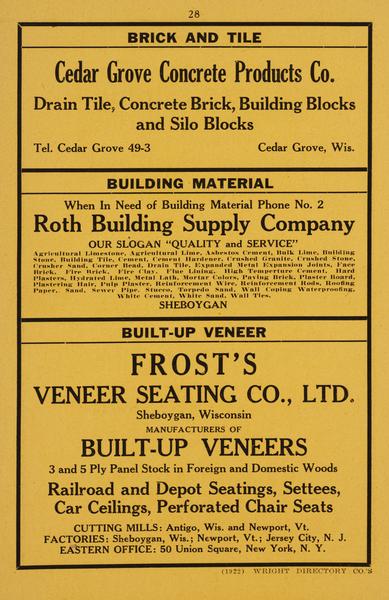 28
BRICK AND TILE
Cedar Grove Concrete Products Co.
Drain Tile, Concrete Brick, Building Blocks
and Silo Blocks
Tel. Cedar Grove 49-3 Cedar Grove, Wis.
BUILDING MATERIAL
When In Need of Building Material Phone No. 2
Roth Building Supply Company
OUR SLOGAN "QUALITY and SERVICE"
Agricultural Limestone, Agricultural Lime, Asbestos Cement, Bulk Lime, Building
Stone, Building Tile, Cement, Cement Hardener, Crushed Granite, Crushed Stone,
Crusher Sand, Corner Bead, Drain Tile, Expanded Metal, Expansion Joints, Face
Brick, Fire Brick, Fire Clay, Flue Lining, High Temperture Cement, Hard
Plasters, Hydrated Lime, Metal Lath, Mortar Colors, Paving Brick, Plaster Board,
Plastering Hair, Pulp Plaster, Reinforcement Wire, Reinforcement Rods, Roofing
Paper, Sand, Sewer Pipe, Stucco, Torpedo Sand, Wall Coping Waterproofing,
White Cement, White Sand, Wall Ties.
SHEBOYGAN
BUILT-UP VENEER
FROST'S
VENEER SEATING CO., LTD.
Sheboygan, Wisconsin
MANUFACTURERS OF
BUILT-UP VENEERS
3 and 5 Ply Panel Stock in Foreign and Domestic Woods
Railroad and Depot Seatings, Settees,
Car Ceilings, Perforated Chair Seats
CUTTING MILLS: Antigo, Wis. and Newport, Vt.
FACTORIES: Sheboygan, Wis.; Newport, Vt.; Jersey City, N. J.
EASTERN OFFICE: 50 Union Square, New York, N. Y.
(1922) WRIGHT DIRECTORY CO.'S